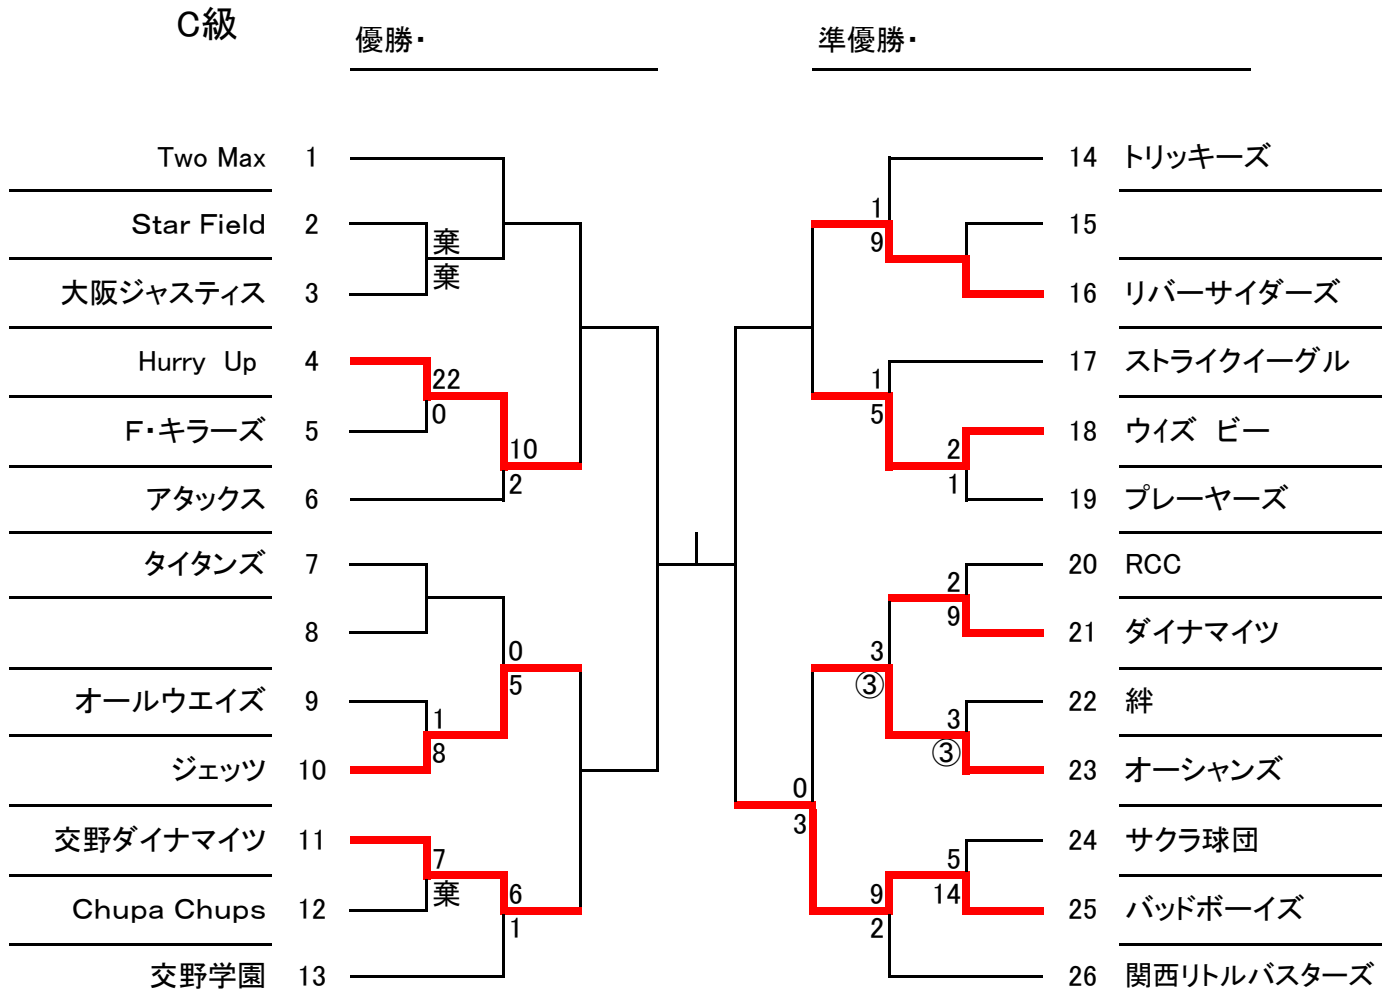 C級
優勝・
準優勝・
Two Max 1
Star Field 2
棄
棄
大阪ジャスティス 3
Hurry Up 4
22
0
F・キラーズ 5
10
2
アタックス 6
タイタンズ 7
8
0
5
オールウエイズ 9
1
8
ジェッツ 10
交野ダイナマイツ 11
7
棄
Chupa Chups 12
6
1
交野学園 13
14 トリッキーズ
1
9
15
16 リバーサイダーズ
17 ストライクイーグル
1
5
18 ウィズ ビー
2
1
19 プレーヤーズ
20 RCC
2
9
21 ダイナマイツ
3
③
22 絆
3
③
23 オーシャンズ
0
3
24 サクラ球団
5
14
25 バッドボーイズ
9
2
26 関西リトルバスターズ